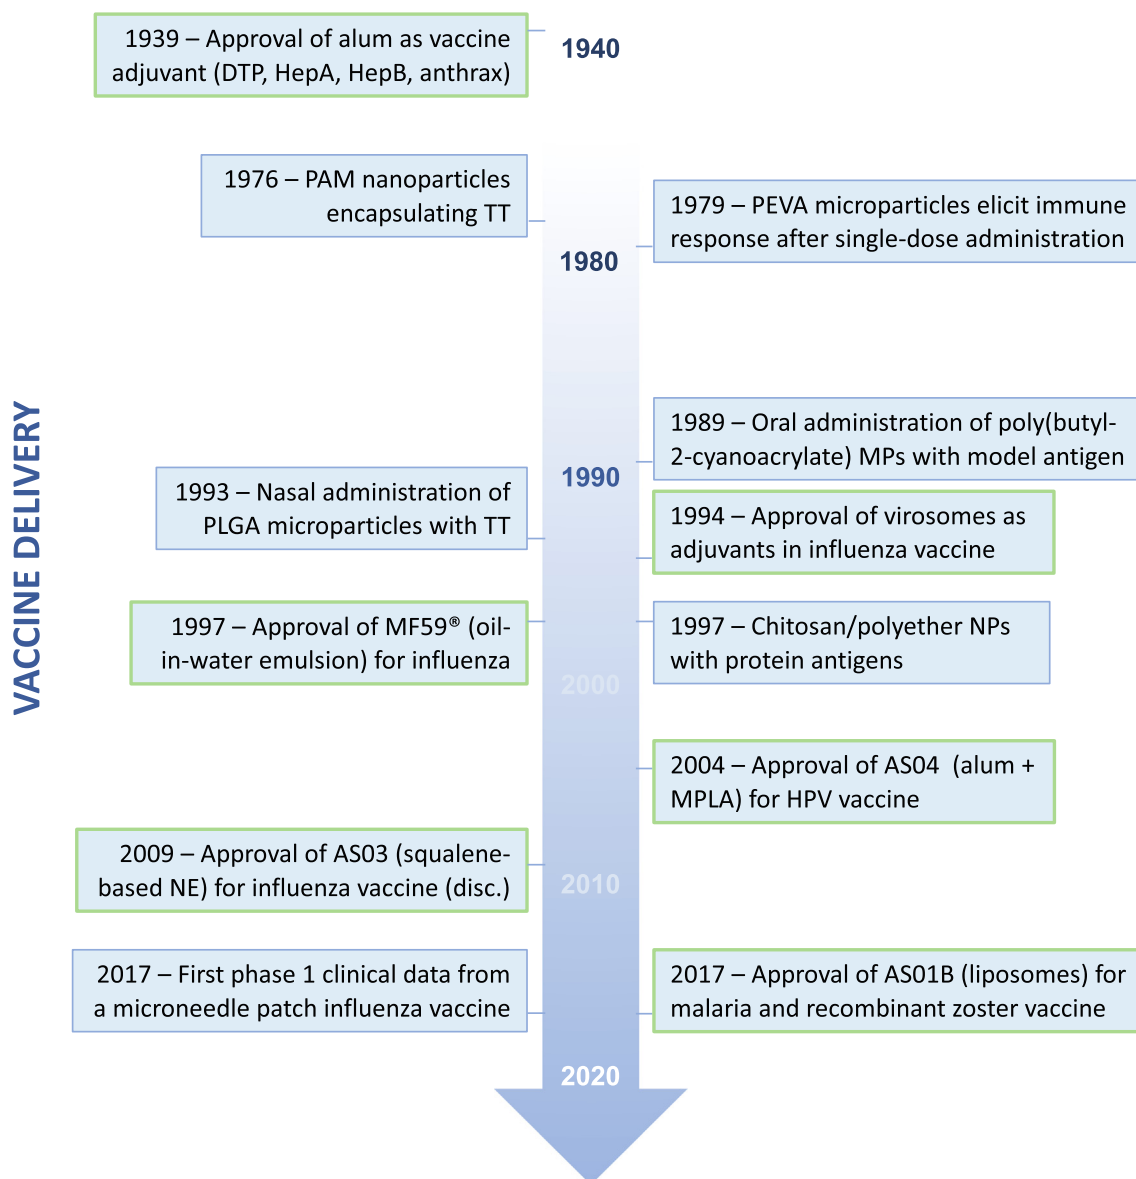 1939 – Approval of alum as vaccine
adjuvant (DTP, HepA, HepB, anthrax)
1940
1976 – PAM nanoparticles
encapsulating TT
1979 – PEVA microparticles elicit immune
response after single-dose administration
1980
1989 – Oral administration of poly(butyl-
2-cyanoacrylate) MPs with model antigen
1990
1993 – Nasal administration of
PLGA microparticles with TT
1994 – Approval of virosomes as
adjuvants in influenza vaccine
VACCINE DELIVERY
1997 – Approval of MF59® (oil-
in-water emulsion) for influenza
1997 – Chitosan/polyether NPs
with protein antigens
2000
2004 – Approval of AS04 (alum +
MPLA) for HPV vaccine
2009 – Approval of AS03 (squalene-
based NE) for influenza vaccine (disc.)
2010
2017 – First phase 1 clinical data from
a microneedle patch influenza vaccine
2017 – Approval of AS01B (liposomes) for
malaria and recombinant zoster vaccine
2020